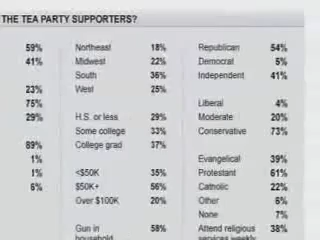 THE TEA PARTY SUPPORTERS?
59% Northeast 18% Republican 54%
41% Midwest 22% Democrat 5%
South 36% Independent 41%
23% West 25%
75% Liberal 4%
29% H.S. or less 29% Moderate 20%
Some college 33% Conservative 73%
89% College grad 37%
1% Evangelical 39%
1% <$50K 35% Protestant 61%
6% $50K+ 56% Catholic 22%
Over $100K 20% Other 6%
None 7%
Gun in 58% Attend religious 38%
household services weekly